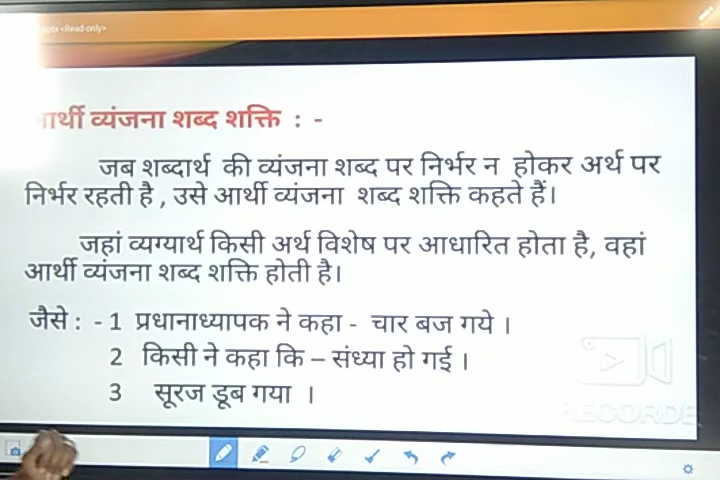 व्यंजना शब्द शक्ति : -
जब शब्दार्थ की व्यंजना शब्द पर निर्भर न होकर अर्थ पर
निर्भर रहती है , उसे आर्थी व्यंजना शब्द शक्ति कहते हैं।
जहां व्यग्यार्थ किसी अर्थ विशेष पर आधारित होता है, वहां
आर्थी व्यंजना शब्द शक्ति होती है।
जैसे : - 1 प्रधानाध्यापक ने कहा - चार बज गये ।
2 किसी ने कहा कि – संध्या हो गई ।
3 सूरज डूब गया ।